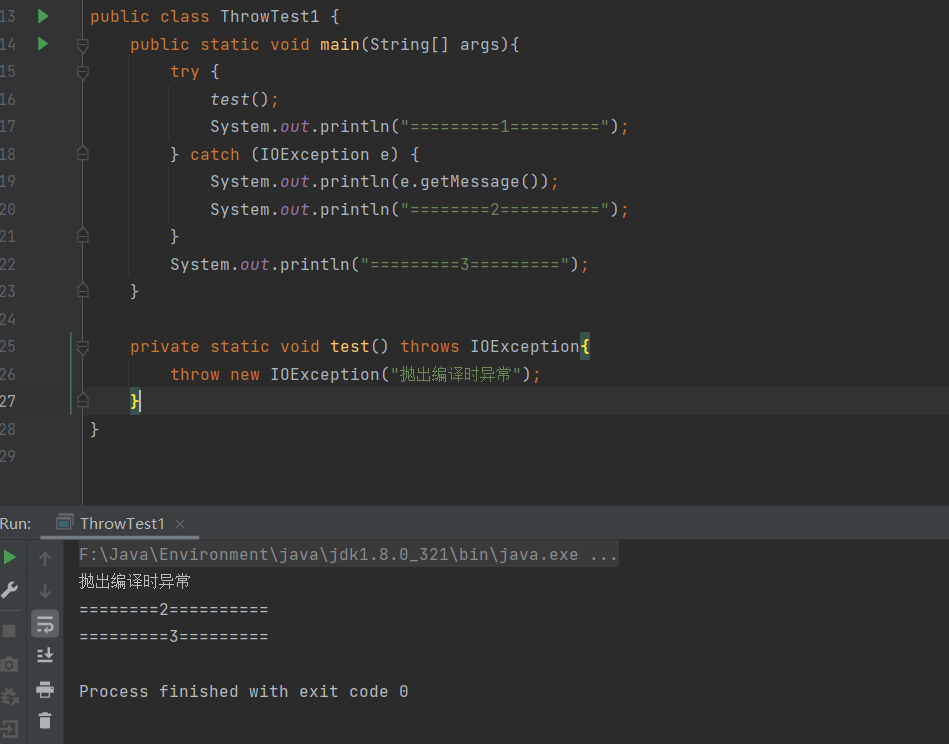 13 public class ThrowTest1 {
14 public static void main(String[] args){
15 try {
16 test();
17 System.out.println("=========1=========");
18 } catch (IOException e) {
19 System.out.println(e.getMessage());
20 System.out.println("========2==========");
21 }
22 System.out.println("=========3=========");
23 }
24
25 private static void test() throws IOException{
26 throw new IOException("抛出编译时异常");
27 }
28 }
29
Run: ThrowTest1 ×
F:\Java\Environment\java\jdk1.8.0_321\bin\java.exe ...
抛出编译时异常
========2==========
=========3=========
Process finished with exit code 0